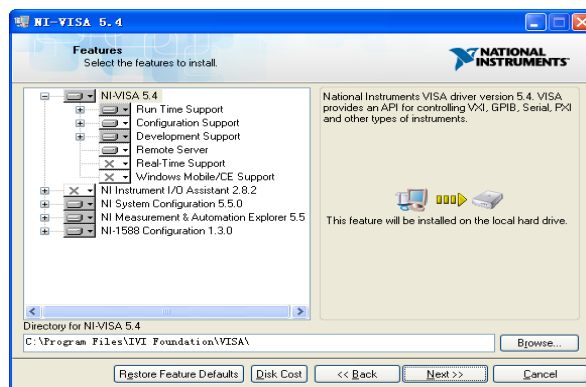 NI-VISA 5.4
Features
Select the features to install.
NATIONAL
INSTRUMENTS
NI-VISA 5.4
Run Time Support
Configuration Support
Development Support
Remote Server
Real-Time Support
Windows Mobile/CE Support
NI Instrument I/O Assistant 2.8.2
NI System Configuration 5.5.0
NI Measurement & Automation Explorer 5.5
NI-1588 Configuration 1.3.0
National Instruments VISA driver version 5.4. VISA
provides an API for controlling VXI, GPIB, Serial, PXI
and other types of instruments.
This feature will be installed on the local hard drive.
Directory for NI-VISA 5.4
C:\Program Files\IVI Foundation\VISA\
Browse...
Restore Feature Defaults
Disk Cost
<< Back
Next >>
Cancel